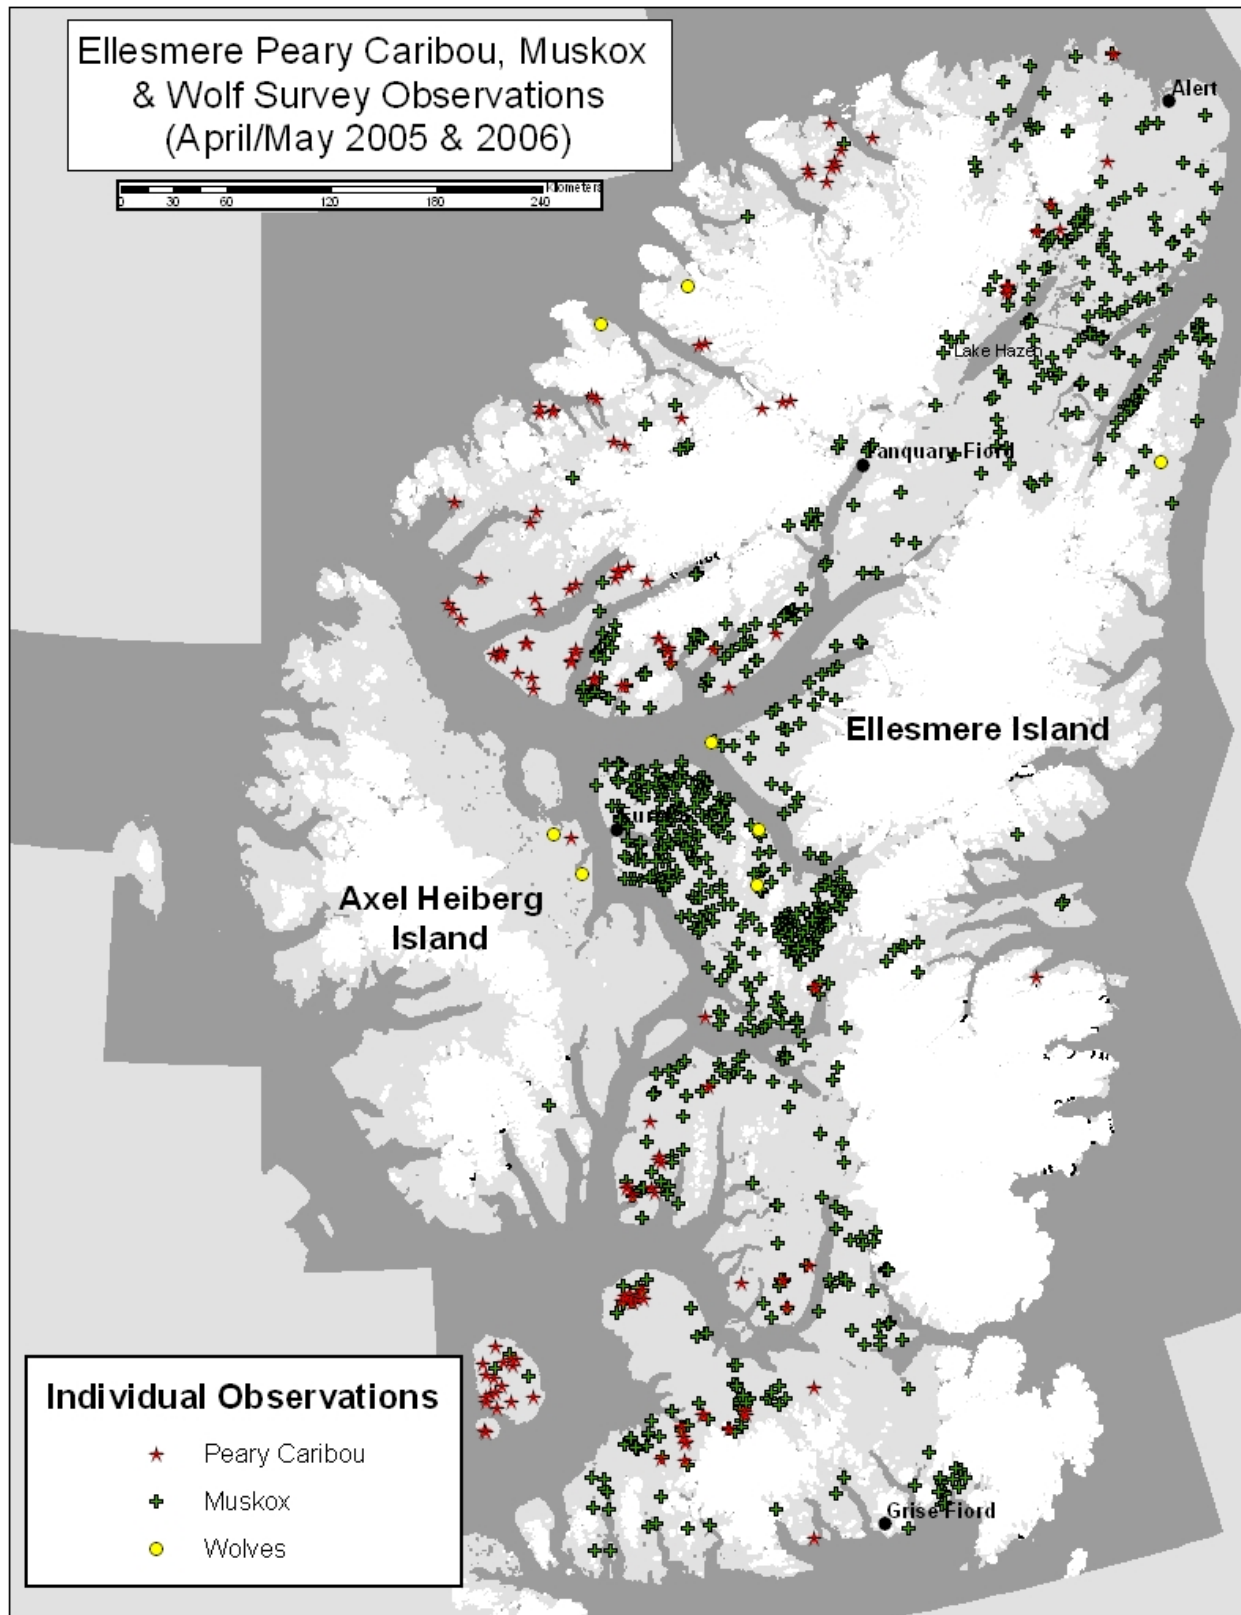 Ellesmere Peary Caribou, Muskox
& Wolf Survey Observations
(April/May 2005 & 2006)
Kilometers
0 30 60 120 180 240
Alert
Lake Hazen
Tanquary Fiord
Ellesmere Island
Axel Heiberg
Island
Individual Observations
Peary Caribou
Muskox
Wolves
Grise Fiord